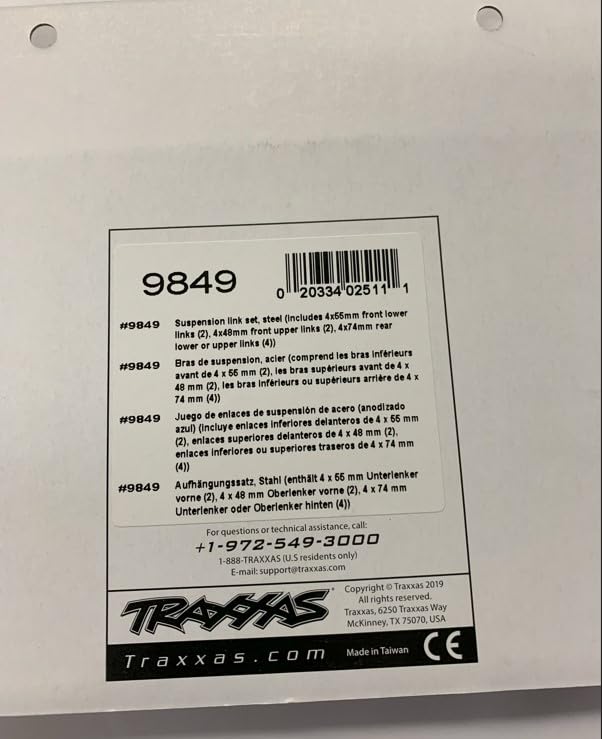 9849
0 20334 02511 1
#9849 Suspension link set, steel (includes 4x55mm front lower
links (2), 4x48mm front upper links (2), 4x74mm rear
lower or upper links (4))
#9849 Bras de suspension, acier (comprend les bras inférieurs
avant de 4 x 55 mm (2), les bras supérieurs avant de 4 x
48 mm (2), les bras inférieurs ou supérieurs arrière de 4 x
74 mm (4))
#9849 Juego de enlaces de suspensión de acero (anodizado
azul) (incluye enlaces inferiores delanteros de 4 x 55 mm
(2), enlaces superiores delanteros de 4 x 48 mm (2),
enlaces inferiores o superiores traseros de 4 x 74 mm
(4))
#9849 Aufhängungssatz, Stahl (enthält 4 x 55 mm Unterlenker
vorne (2), 4 x 48 mm Oberlenker vorne (2), 4 x 74 mm
Unterlenker oder Oberlenker hinten (4))
For questions or technical assistance, call:
+1-972-549-3000
1-888-TRAXXAS (U.S residents only)
E-mail: support@traxxas.com
TRAXXAS
Copyright © Traxxas 2019
All rights reserved.
Traxxas, 6250 Traxxas Way
McKinney, TX 75070, USA
Traxxas.com
Made in Taiwan
CE